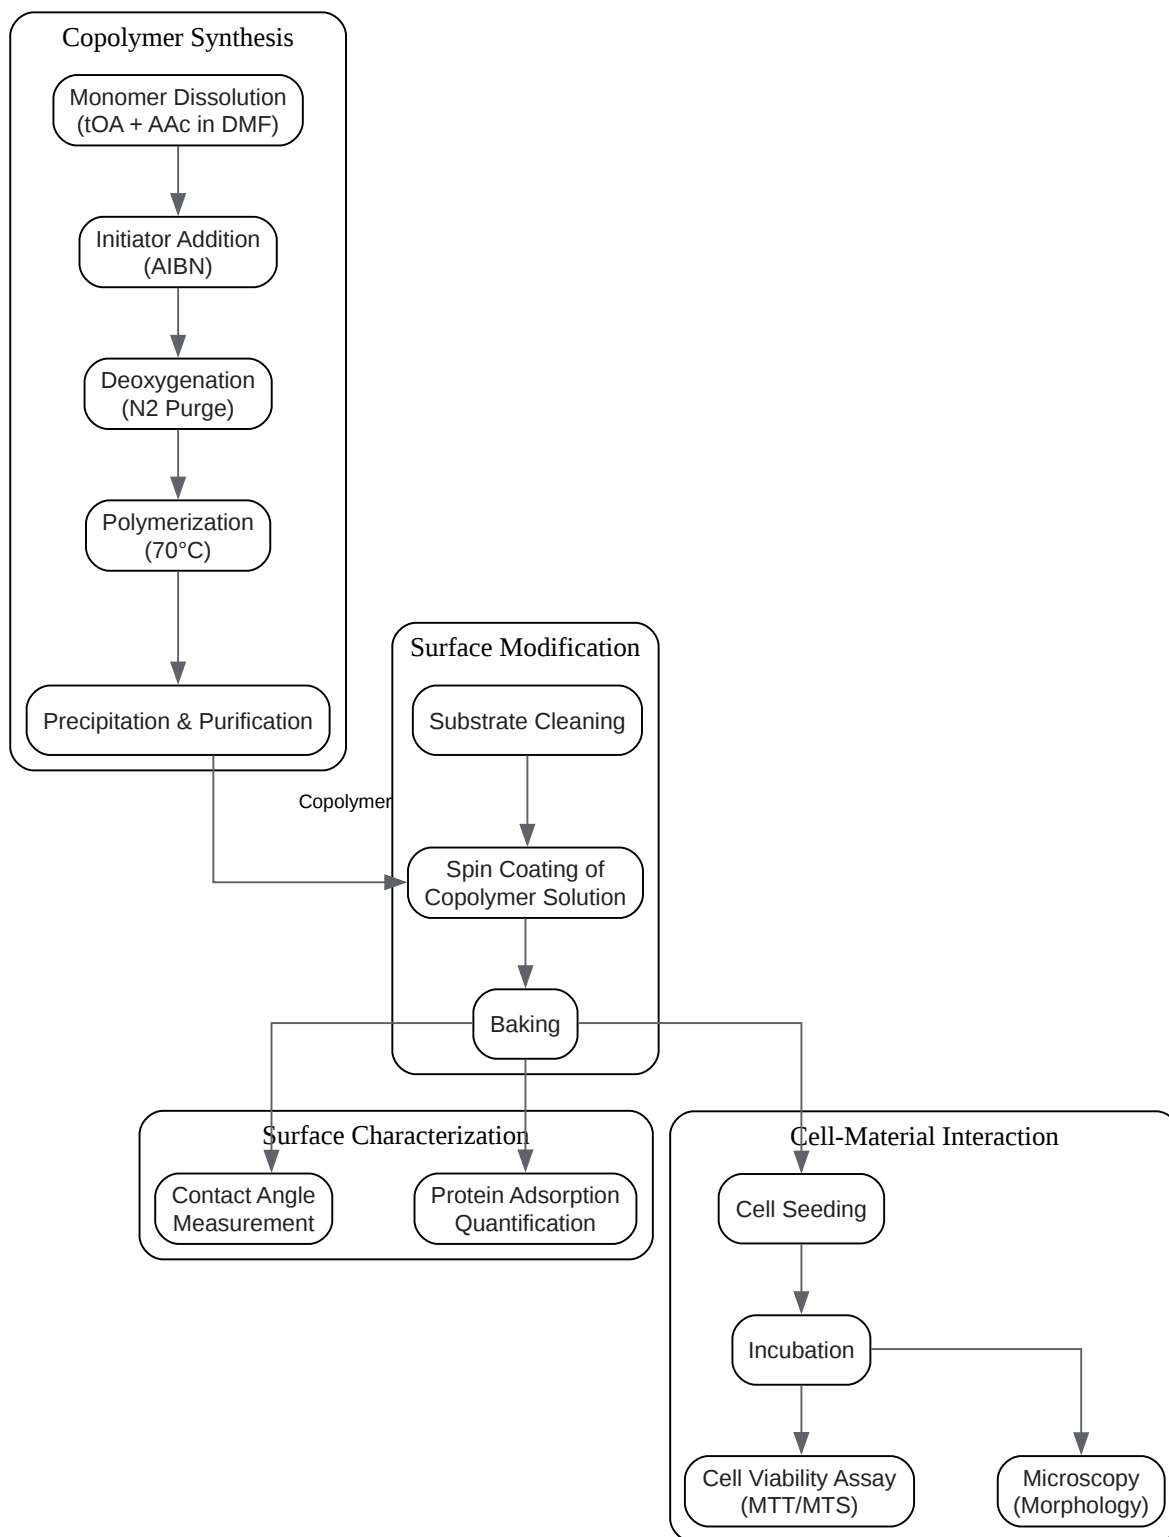 Copolymer Synthesis
Monomer Dissolution
(tOA + AAc in DMF)
Initiator Addition
(AIBN)
Deoxygenation
(N2 Purge)
Polymerization
(70°C)
Precipitation & Purification
Surface Modification
Substrate Cleaning
Copolymer
Spin Coating of
Copolymer Solution
Baking
Surface Characterization
Contact Angle
Measurement
Protein Adsorption
Quantification
Cell-Material Interaction
Cell Seeding
Incubation
Cell Viability Assay
(MTT/MTS)
Microscopy
(Morphology)